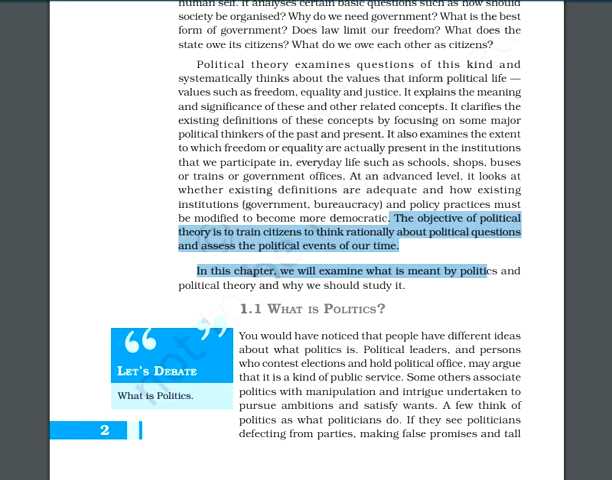 human self. It analyses certain basic questions such as how should
society be organised? Why do we need government? What is the best
form of government? Does law limit our freedom? What does the
state owe its citizens? What do we owe each other as citizens?
Political theory examines questions of this kind and
systematically thinks about the values that inform political life —
values such as freedom, equality and justice. It explains the meaning
and significance of these and other related concepts. It clarifies the
existing definitions of these concepts by focusing on some major
political thinkers of the past and present. It also examines the extent
to which freedom or equality are actually present in the institutions
that we participate in, everyday life such as schools, shops, buses
or trains or government offices. At an advanced level, it looks at
whether existing definitions are adequate and how existing
institutions (government, bureaucracy) and policy practices must
be modified to become more democratic. The objective of political
theory is to train citizens to think rationally about political questions
and assess the political events of our time.
In this chapter, we will examine what is meant by politics and
political theory and why we should study it.
1.1 WHAT IS POLITICS?
“
”
LET'S DEBATE
What is Politics.
You would have noticed that people have different ideas
about what politics is. Political leaders, and persons
who contest elections and hold political office, may argue
that it is a kind of public service. Some others associate
politics with manipulation and intrigue undertaken to
pursue ambitions and satisfy wants. A few think of
politics as what politicians do. If they see politicians
defecting from parties, making false promises and tall
2
not